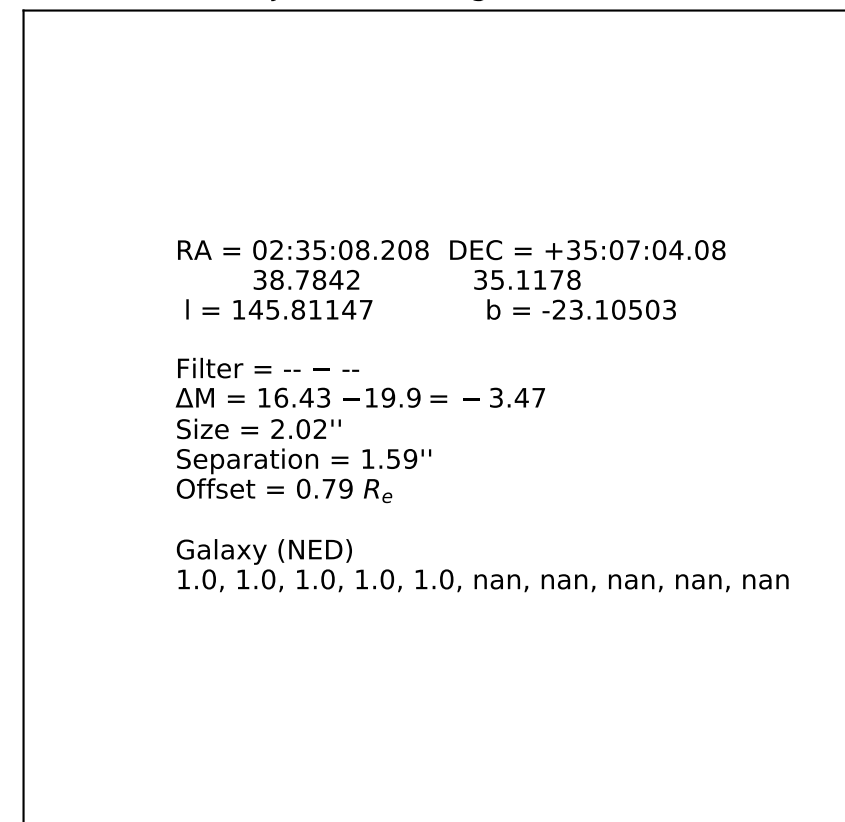 RA = 02:35:08.208 DEC = +35:07:04.08
38.7842 35.1178
l = 145.81147 b = -23.10503
Filter = -- − --
ΔM = 16.43 −19.9 = − 3.47
Size = 2.02''
Separation = 1.59''
Offset = 0.79 Re
Galaxy (NED)
1.0, 1.0, 1.0, 1.0, 1.0, nan, nan, nan, nan, nan